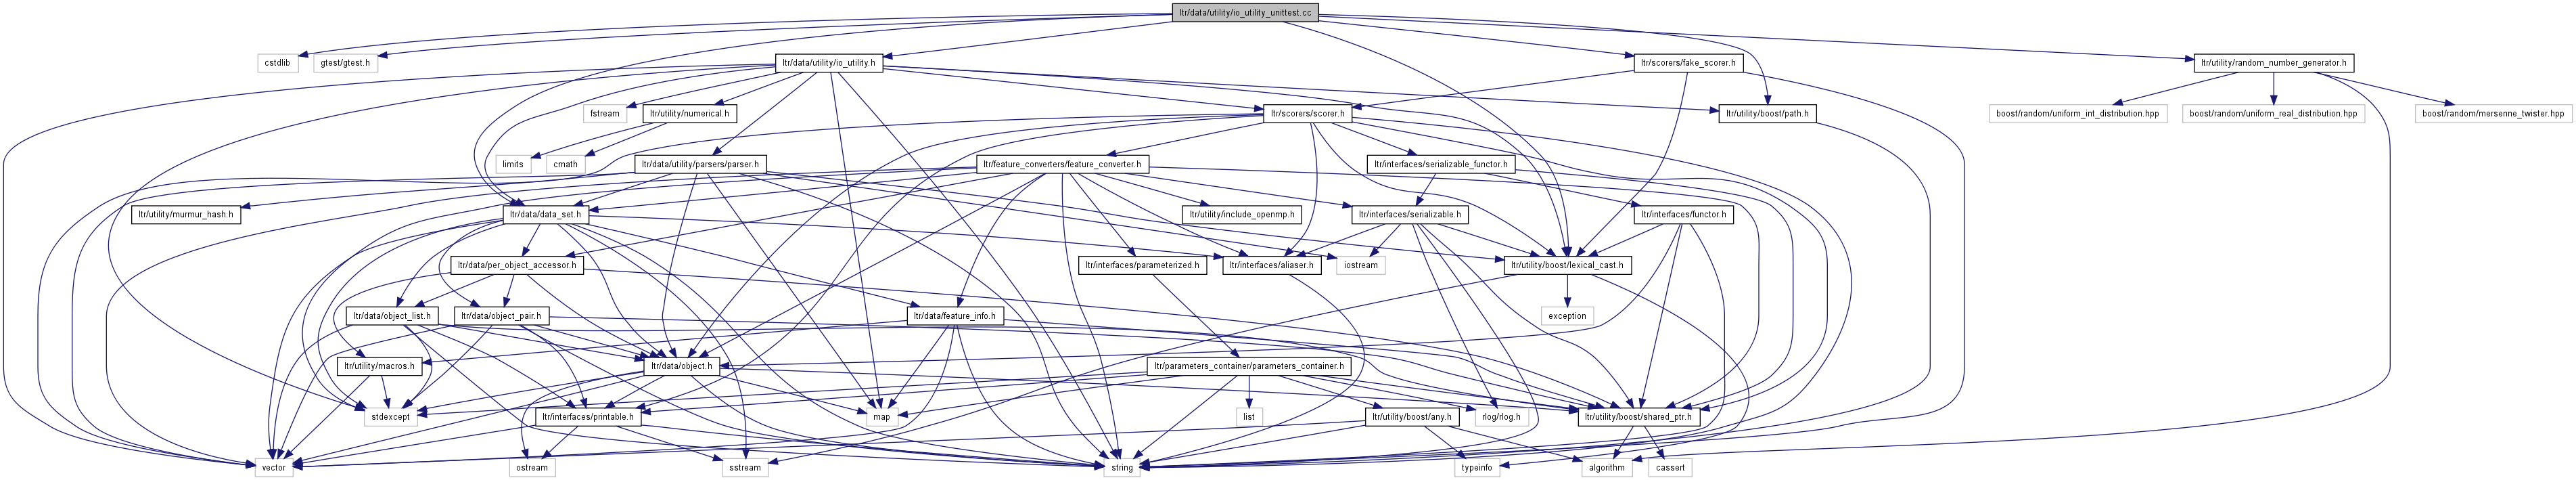 ltr/data/utility/io_utility_unittest.cc
cstdlib
gtest/gtest.h
ltr/data/utility/io_utility.h
ltr/scorers/fake_scorer.h
ltr/utility/random_number_generator.h
fstream
ltr/utility/numerical.h
ltr/scorers/scorer.h
ltr/utility/boost/path.h
boost/random/uniform_int_distribution.hpp
boost/random/uniform_real_distribution.hpp
boost/random/mersenne_twister.hpp
limits
cmath
ltr/data/utility/parsers/parser.h
ltr/feature_converters/feature_converter.h
ltr/interfaces/serializable_functor.h
ltr/utility/murmur_hash.h
ltr/data/data_set.h
ltr/utility/include_openmp.h
ltr/interfaces/serializable.h
ltr/interfaces/functor.h
ltr/data/per_object_accessor.h
ltr/interfaces/parameterized.h
ltr/interfaces/aliaser.h
iostream
ltr/utility/boost/lexical_cast.h
ltr/data/object_list.h
ltr/data/object_pair.h
ltr/data/feature_info.h
exception
ltr/utility/macros.h
ltr/data/object.h
ltr/parameters_container/parameters_container.h
stdexcept
ltr/interfaces/printable.h
map
list
ltr/utility/boost/any.h
rlog/rlog.h
ltr/utility/boost/shared_ptr.h
vector
ostream
sstream
string
typeinfo
algorithm
cassert